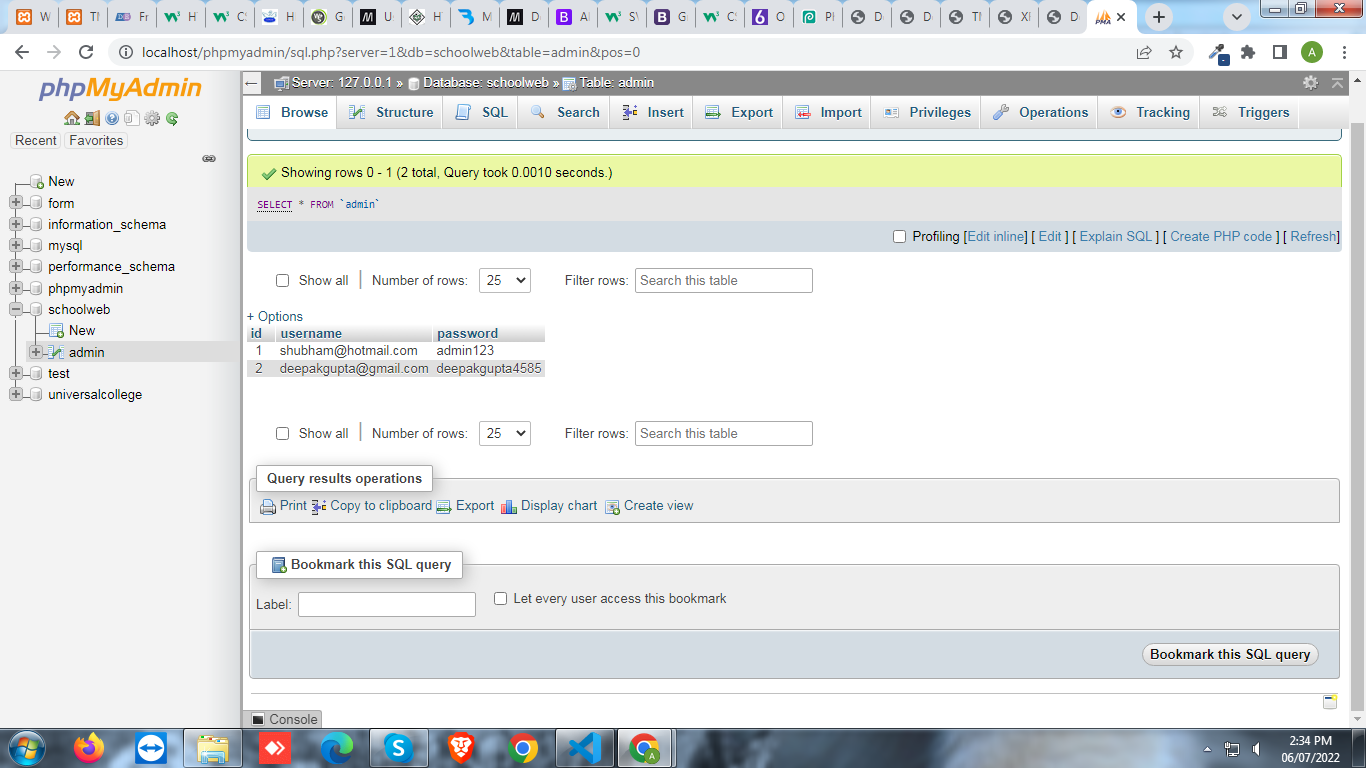 W
Tl
Fr
H
CS
H
G
U
H
M
D
Al
S\
G
CS
G
O
Pl
D
D
Tl
XI
D
localhost/phpmyadmin/sql.php?server=1&db=schoolweb&table=admin&pos=0
A
phpMyAdmin
Recent Favorites
New
form
information_schema
mysql
performance_schema
phpmyadmin
schoolweb
New
admin
test
universalcollege
Server: 127.0.0.1 » Database: schoolweb » Table: admin
Browse Structure SQL Search Insert Export Import Privileges Operations Tracking Triggers
Showing rows 0 - 1 (2 total, Query took 0.0010 seconds.)
SELECT * FROM `admin`
Profiling [Edit inline] [ Edit ] [ Explain SQL ] [ Create PHP code ] [ Refresh]
Show all | Number of rows: 25 Filter rows: Search this table
+ Options
id username password
1 shubham@hotmail.com admin123
2 deepakgupta@gmail.com deepakgupta4585
Show all | Number of rows: 25 Filter rows: Search this table
Query results operations
Print Copy to clipboard Export Display chart Create view
Bookmark this SQL query
Label: Let every user access this bookmark
Bookmark this SQL query
Console
2:34 PM
06/07/2022